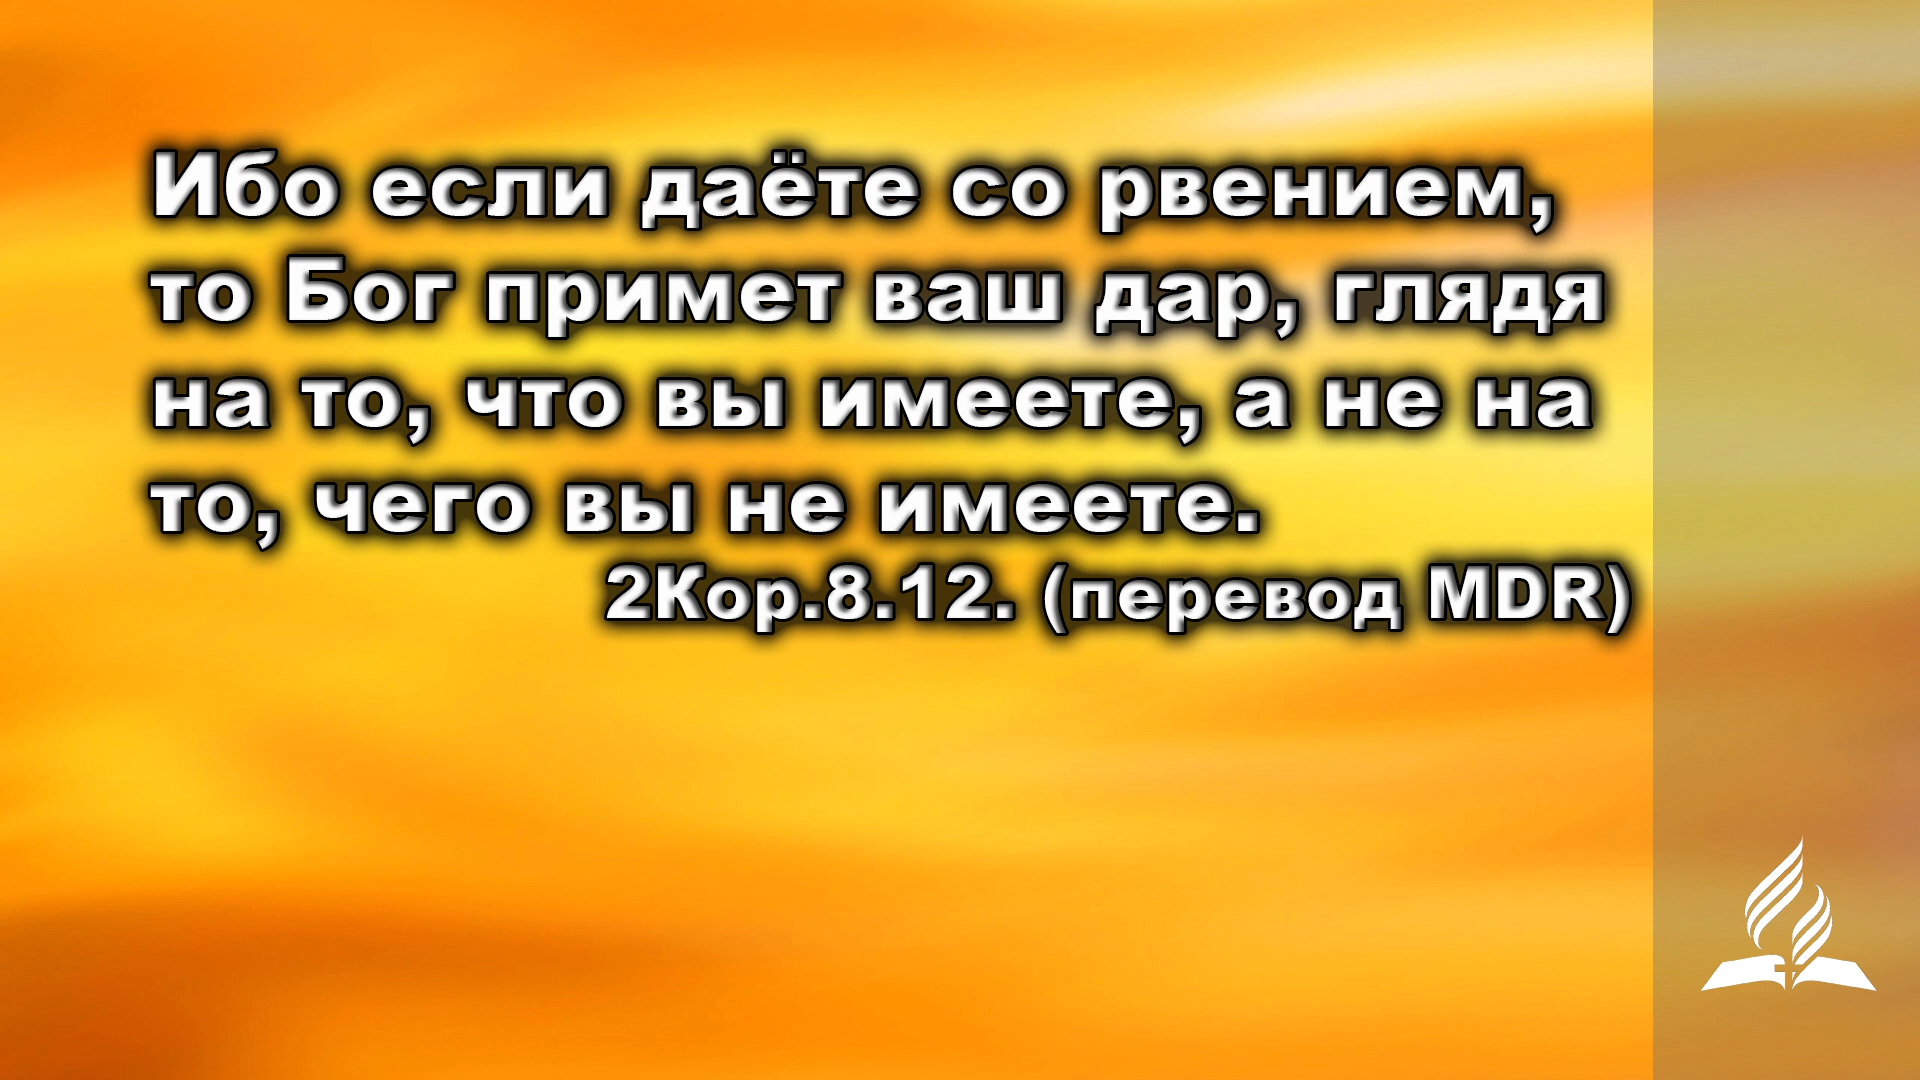 Ибо если даёте со рвением,
то Бог примет ваш дар, глядя
на то, что вы имеете, а не на
то, чего вы не имеете.
2Кор.8.12. (перевод MDR)